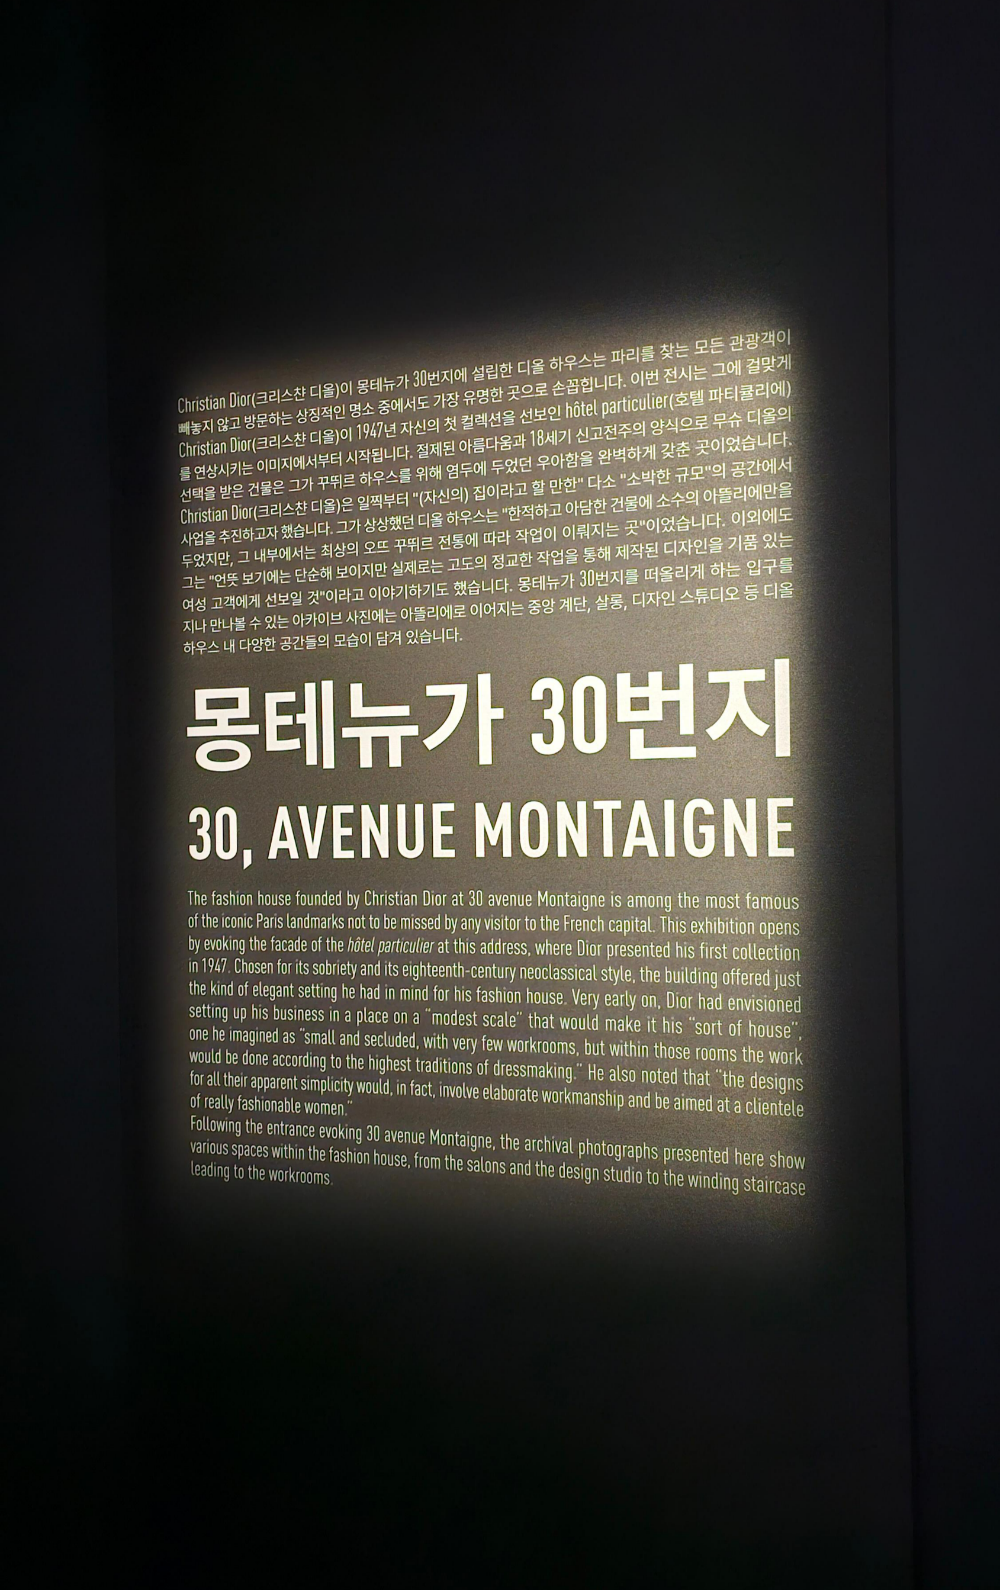 Christian Dior(크리스챤 디올)이 몽테뉴가 30번지에 설립한 디올 하우스는 파리를 찾는 모든 관광객이
빼놓지 않고 방문하는 상징적인 명소 중에서도 가장 유명한 곳으로 손꼽힙니다. 이번 전시는 그에 걸맞게
Christian Dior(크리스챤 디올)이 1947년 자신의 첫 컬렉션을 선보인 hôtel particulier(호텔 파티큘리에)
를 연상시키는 이미지에서부터 시작됩니다. 절제된 아름다움과 18세기 신고전주의 양식으로 무슈 디올의
선택을 받은 건물은 그가 꾸뛰르 하우스를 위해 염두에 두었던 우아함을 완벽하게 갖춘 곳이었습니다.
Christian Dior(크리스챤 디올)은 일찍부터 "(자신의) 집이라고 할 만한" 다소 "소박한 규모"의 공간에서
사업을 추진하고자 했습니다. 그가 상상했던 디올 하우스는 "한적하고 아담한 건물에 소수의 아뜰리에만을
두었지만, 그 내부에서는 최상의 오뜨 꾸뛰르 전통에 따라 작업이 이뤄지는 곳"이었습니다. 이외에도
그는 "언뜻 보기에는 단순해 보이지만 실제로는 고도의 정교한 작업을 통해 제작된 디자인을 기품 있는
여성 고객에게 선보일 것"이라고 이야기하기도 했습니다. 몽테뉴가 30번지를 떠올리게 하는 입구를
지나 만나볼 수 있는 아카이브 사진에는 아뜰리에로 이어지는 중앙 계단, 살롱, 디자인 스튜디오 등 디올
하우스 내 다양한 공간들의 모습이 담겨 있습니다.
몽테뉴가 30번지
30, AVENUE MONTAIGNE
The fashion house founded by Christian Dior at 30 avenue Montaigne is among the most famous
of the iconic Paris landmarks not to be missed by any visitor to the French capital. This exhibition opens
by evoking the facade of the hôtel particulier at this address, where Dior presented his first collection
in 1947. Chosen for its sobriety and its eighteenth-century neoclassical style, the building offered just
the kind of elegant setting he had in mind for his fashion house. Very early on, Dior had envisioned
setting up his business in a place on a “modest scale” that would make it his “sort of house”,
one he imagined as “small and secluded, with very few workrooms, but within those rooms the work
would be done according to the highest traditions of dressmaking.” He also noted that “the designs
for all their apparent simplicity would, in fact, involve elaborate workmanship and be aimed at a clientele
of really fashionable women.”
Following the entrance evoking 30 avenue Montaigne, the archival photographs presented here show
various spaces within the fashion house, from the salons and the design studio to the winding staircase
leading to the workrooms.